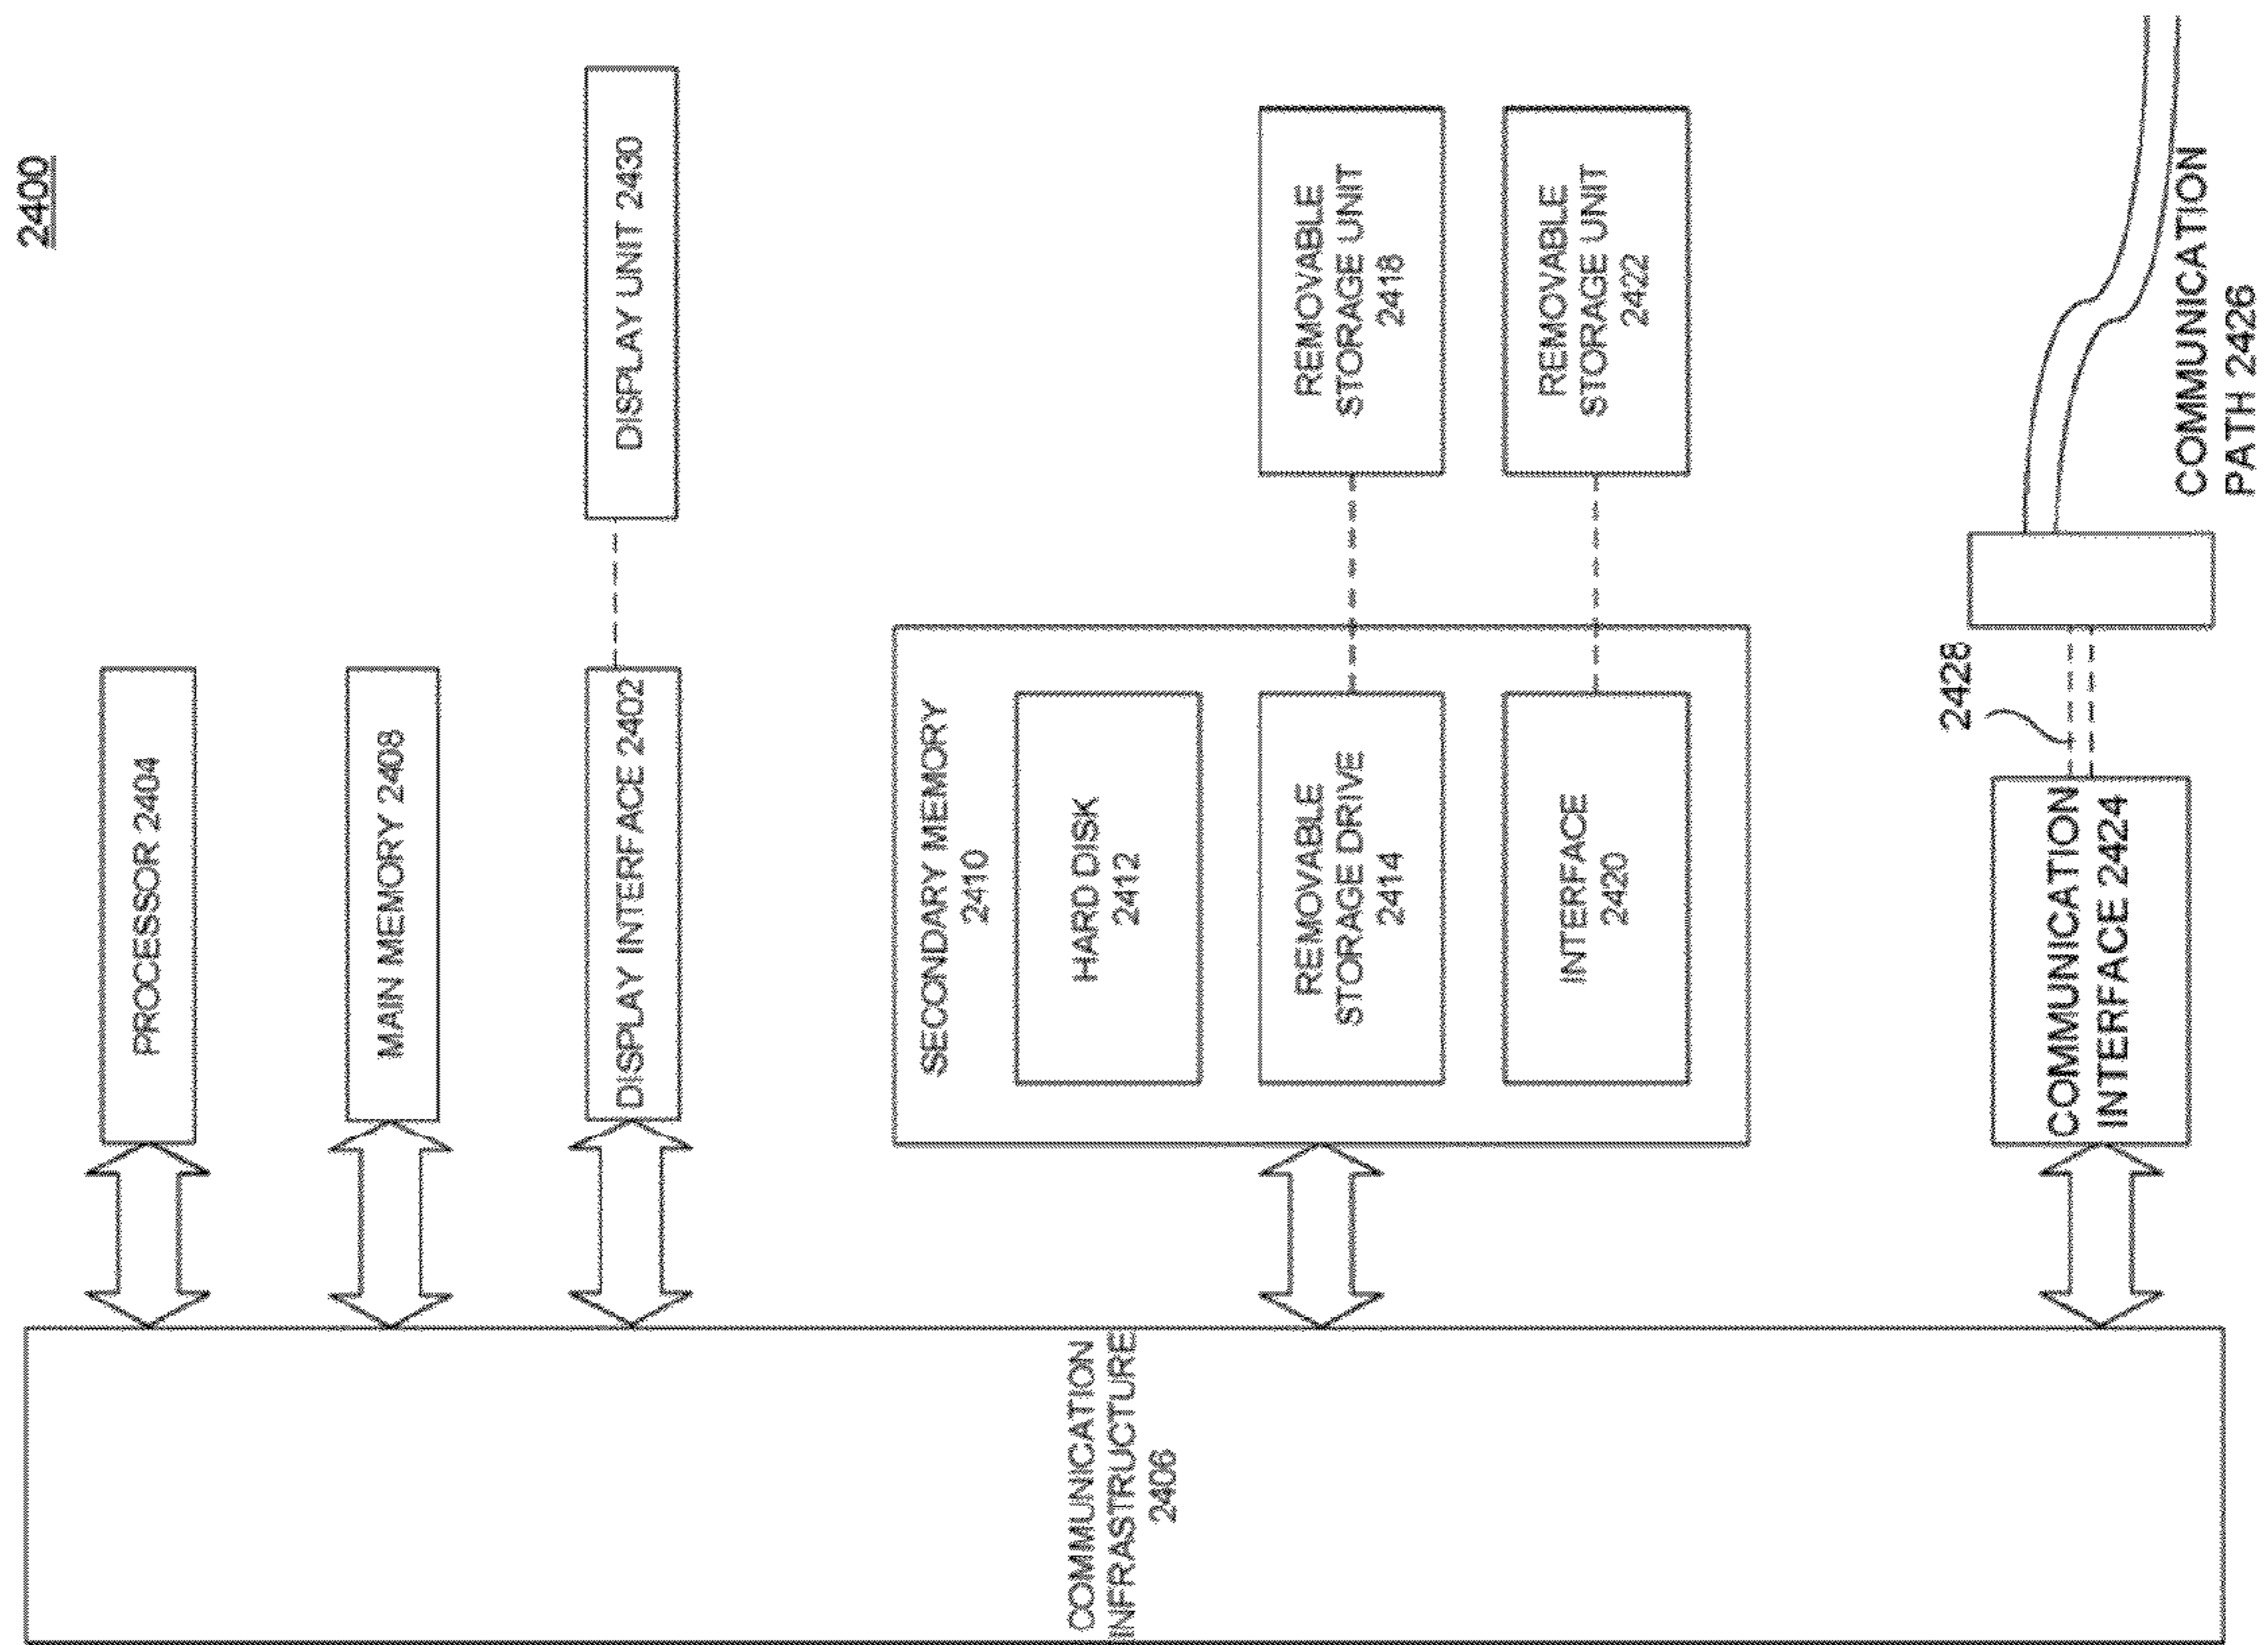 2400
PROCESSOR 2404
MAIN MEMORY 2408
DISPLAY INTERFACE 2402
DISPLAY UNIT 2430
SECONDARY MEMORY
2410
HARD DISK
2412
REMOVABLE
STORAGE DRIVE
2414
REMOVABLE
STORAGE UNIT
2418
INTERFACE
2420
REMOVABLE
STORAGE UNIT
2422
COMMUNICATION
INFRASTRUCTURE
2406
2428
COMMUNICATION
INTERFACE 2424
COMMUNICATION
PATH 2426